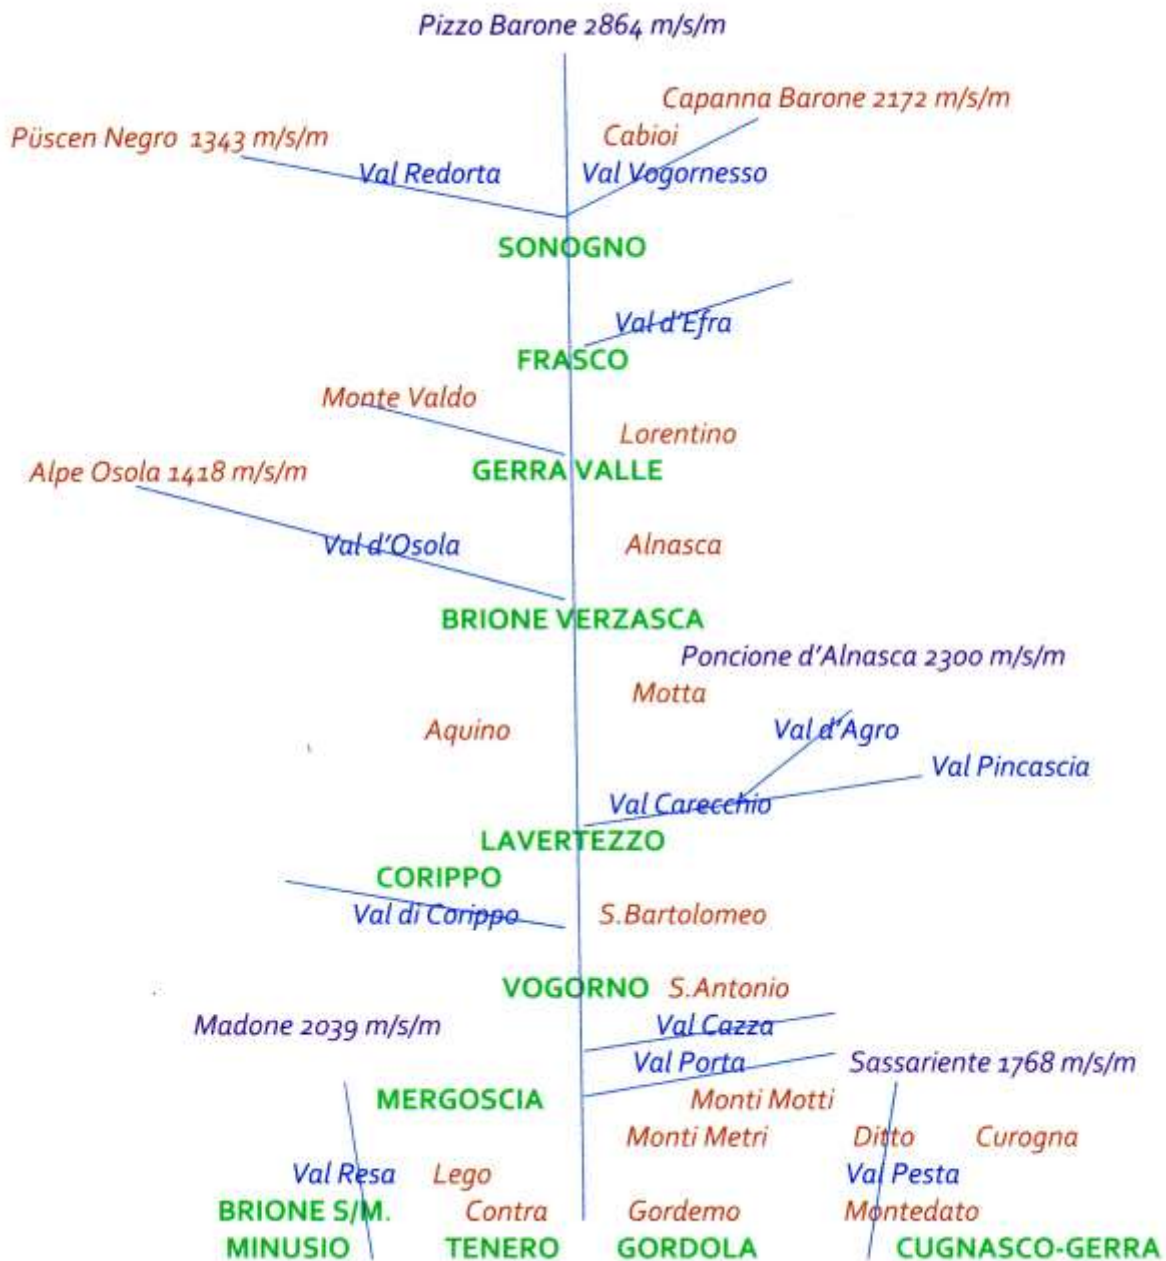 Pizzo Barone 2864 m/s/m
Capanna Barone 2172 m/s/m
Püscen Negro 1343 m/s/m Cabioi
Val Redorta Val Vogornesso
SONOGNO
Val d'Efra
FRASCO
Monte Valdo
Lorentino
GERRA VALLE
Alpe Osola 1418 m/s/m
Val d'Osola Alnasca
BRIONE VERZASCA
Poncione d'Alnasca 2300 m/s/m
Motta
Aquino Val d'Agro
Val Pincascia
Val Carecchio
LAVERTEZZO
CORIPPO
Val di Corippo S.Bartolomeo
VOGORNO S.Antonio
Madone 2039 m/s/m Val Cazza
Val Porta Sassariente 1768 m/s/m
MERGOSCIA Monti Motti
Monti Metri Ditto Curogna
Val Resa Lego Val Pesta
BRIONE S/M. Contra Gordemo Montedato
MINUSIO TENERO GORDOLA CUGNASCO-GERRA